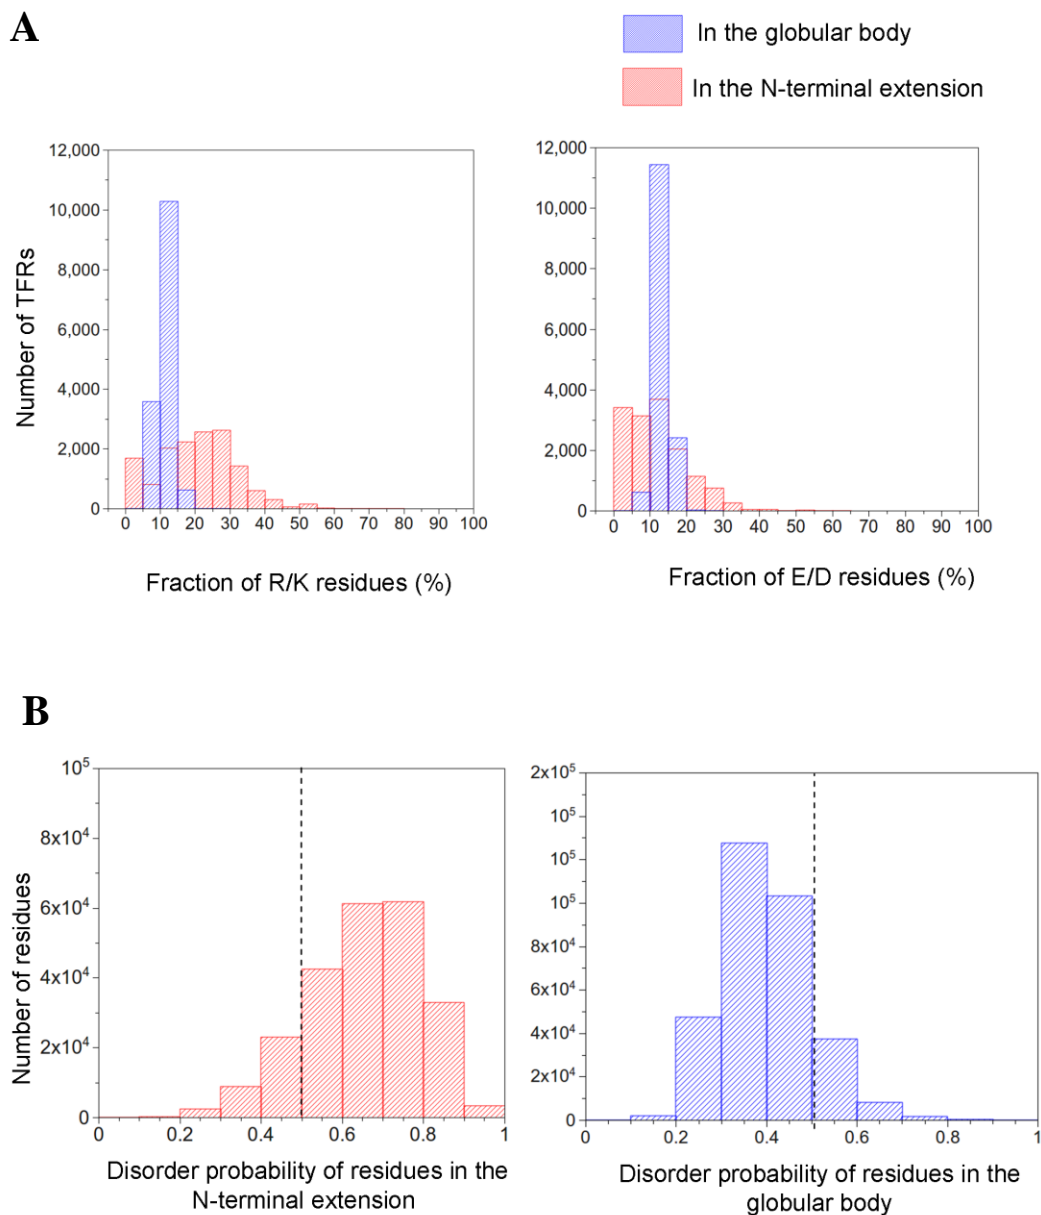 A
In the globular body
In the N-terminal extension
12,000
10,000
8,000
6,000
4,000
2,000
0
Number of TFRs
0 10 20 30 40 50 60 70 80 90 100
Fraction of R/K residues (%)
12,000
10,000
8,000
6,000
4,000
2,000
0
0 10 20 30 40 50 60 70 80 90 100
Fraction of E/D residues (%)
B
10⁵
8x10⁴
6x10⁴
4x10⁴
2x10⁴
0
Number of residues
0 0.2 0.4 0.6 0.8 1
Disorder probability of residues in the
N-terminal extension
2x10⁵
10⁵
10⁵
10⁵
8x10⁴
6x10⁴
4x10⁴
2x10⁴
0
0 0.2 0.4 0.6 0.8 1
Disorder probability of residues in the
globular body